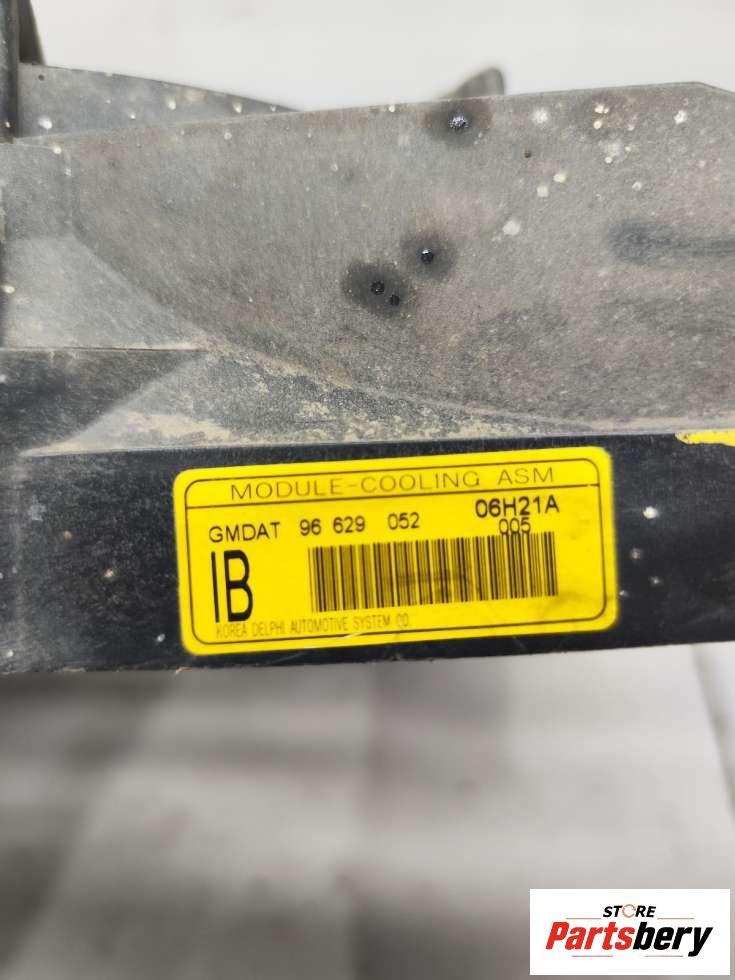 MODULE-COOLING ASM
GMDAT 96 629 052 06H21A
005
IB
KOREA DELPHI AUTOMOTIVE SYSTEM CO.
STORE
Partsbery